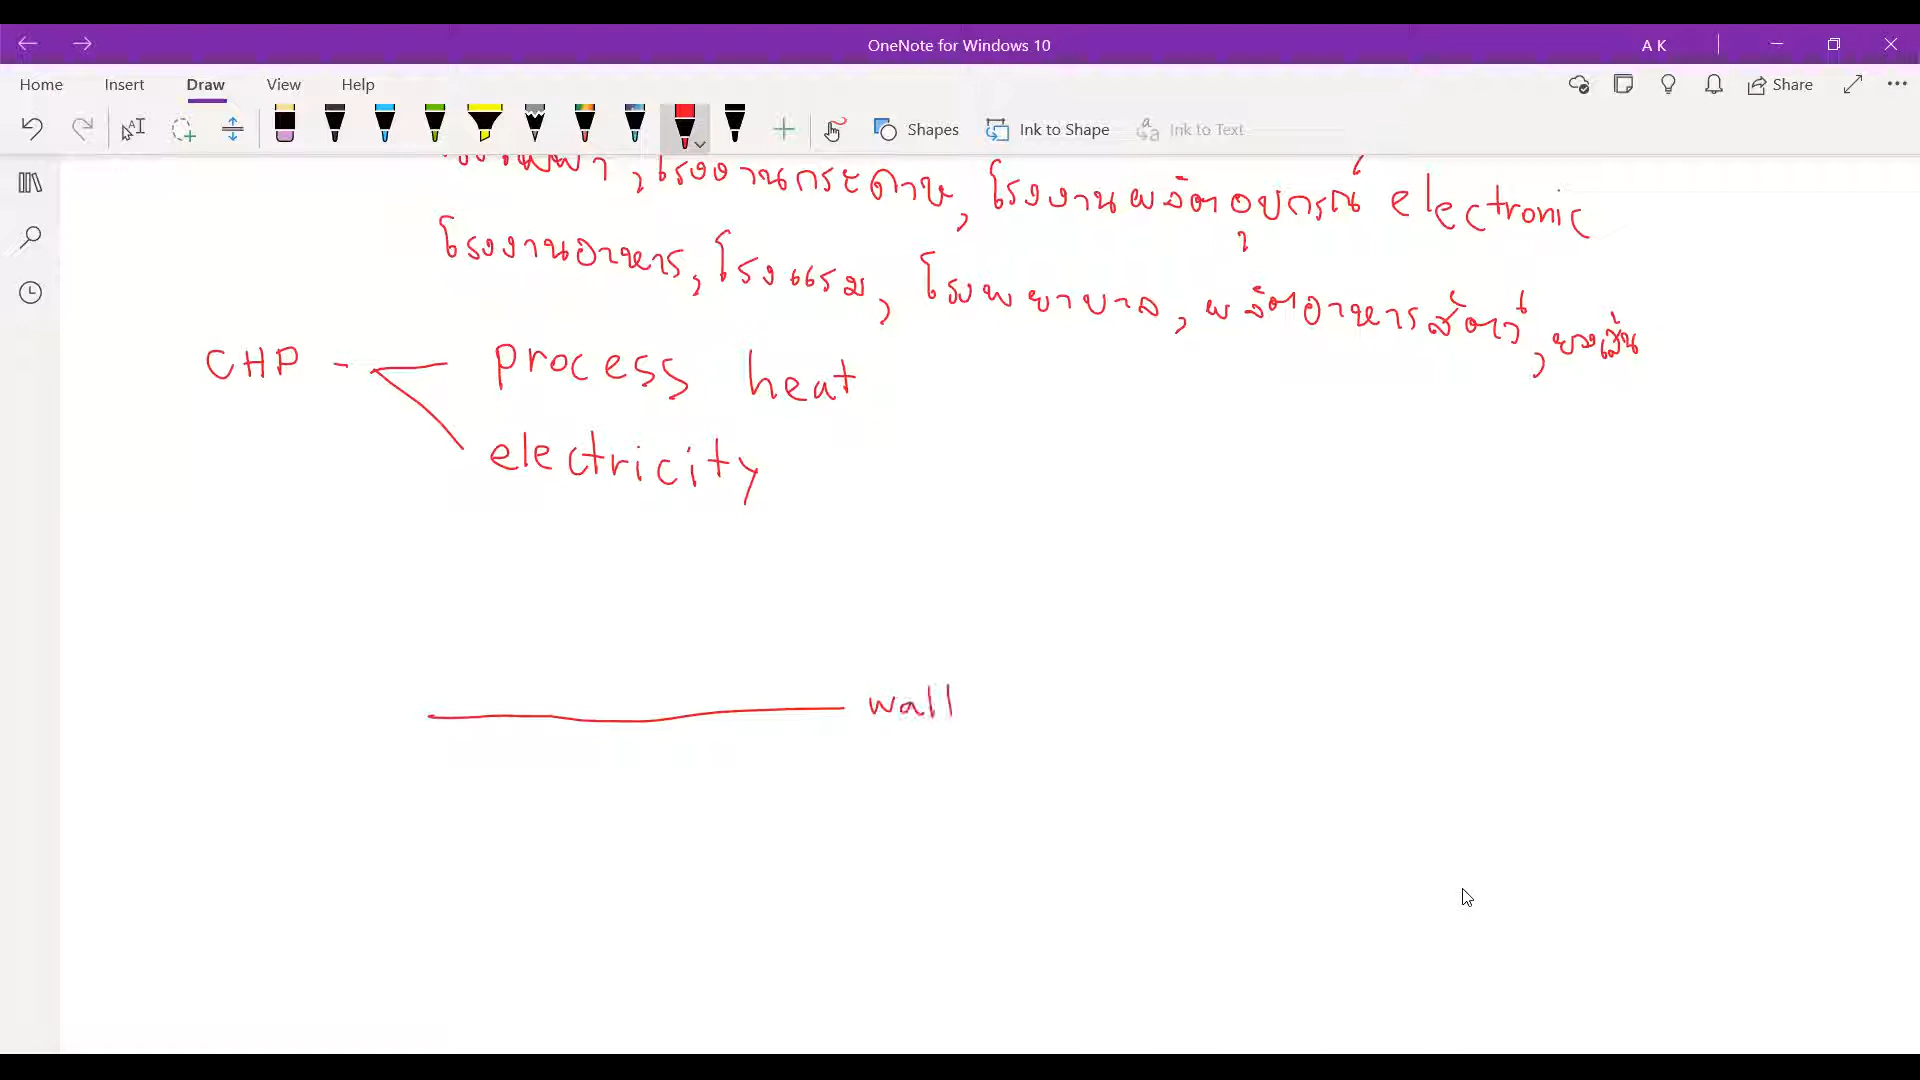 OneNote for Windows 10
A K
Home Insert Draw View Help
Share
Shapes Ink to Shape Ink to Text
, โรงงานกระดาษ, โรงงานผลิตอุปกรณ์ electronic
โรงงานอาหาร, โรงแรม, โรงพยาบาล, ผลิตอาหารสัตว์,
CHP - process heat
electricity
wall